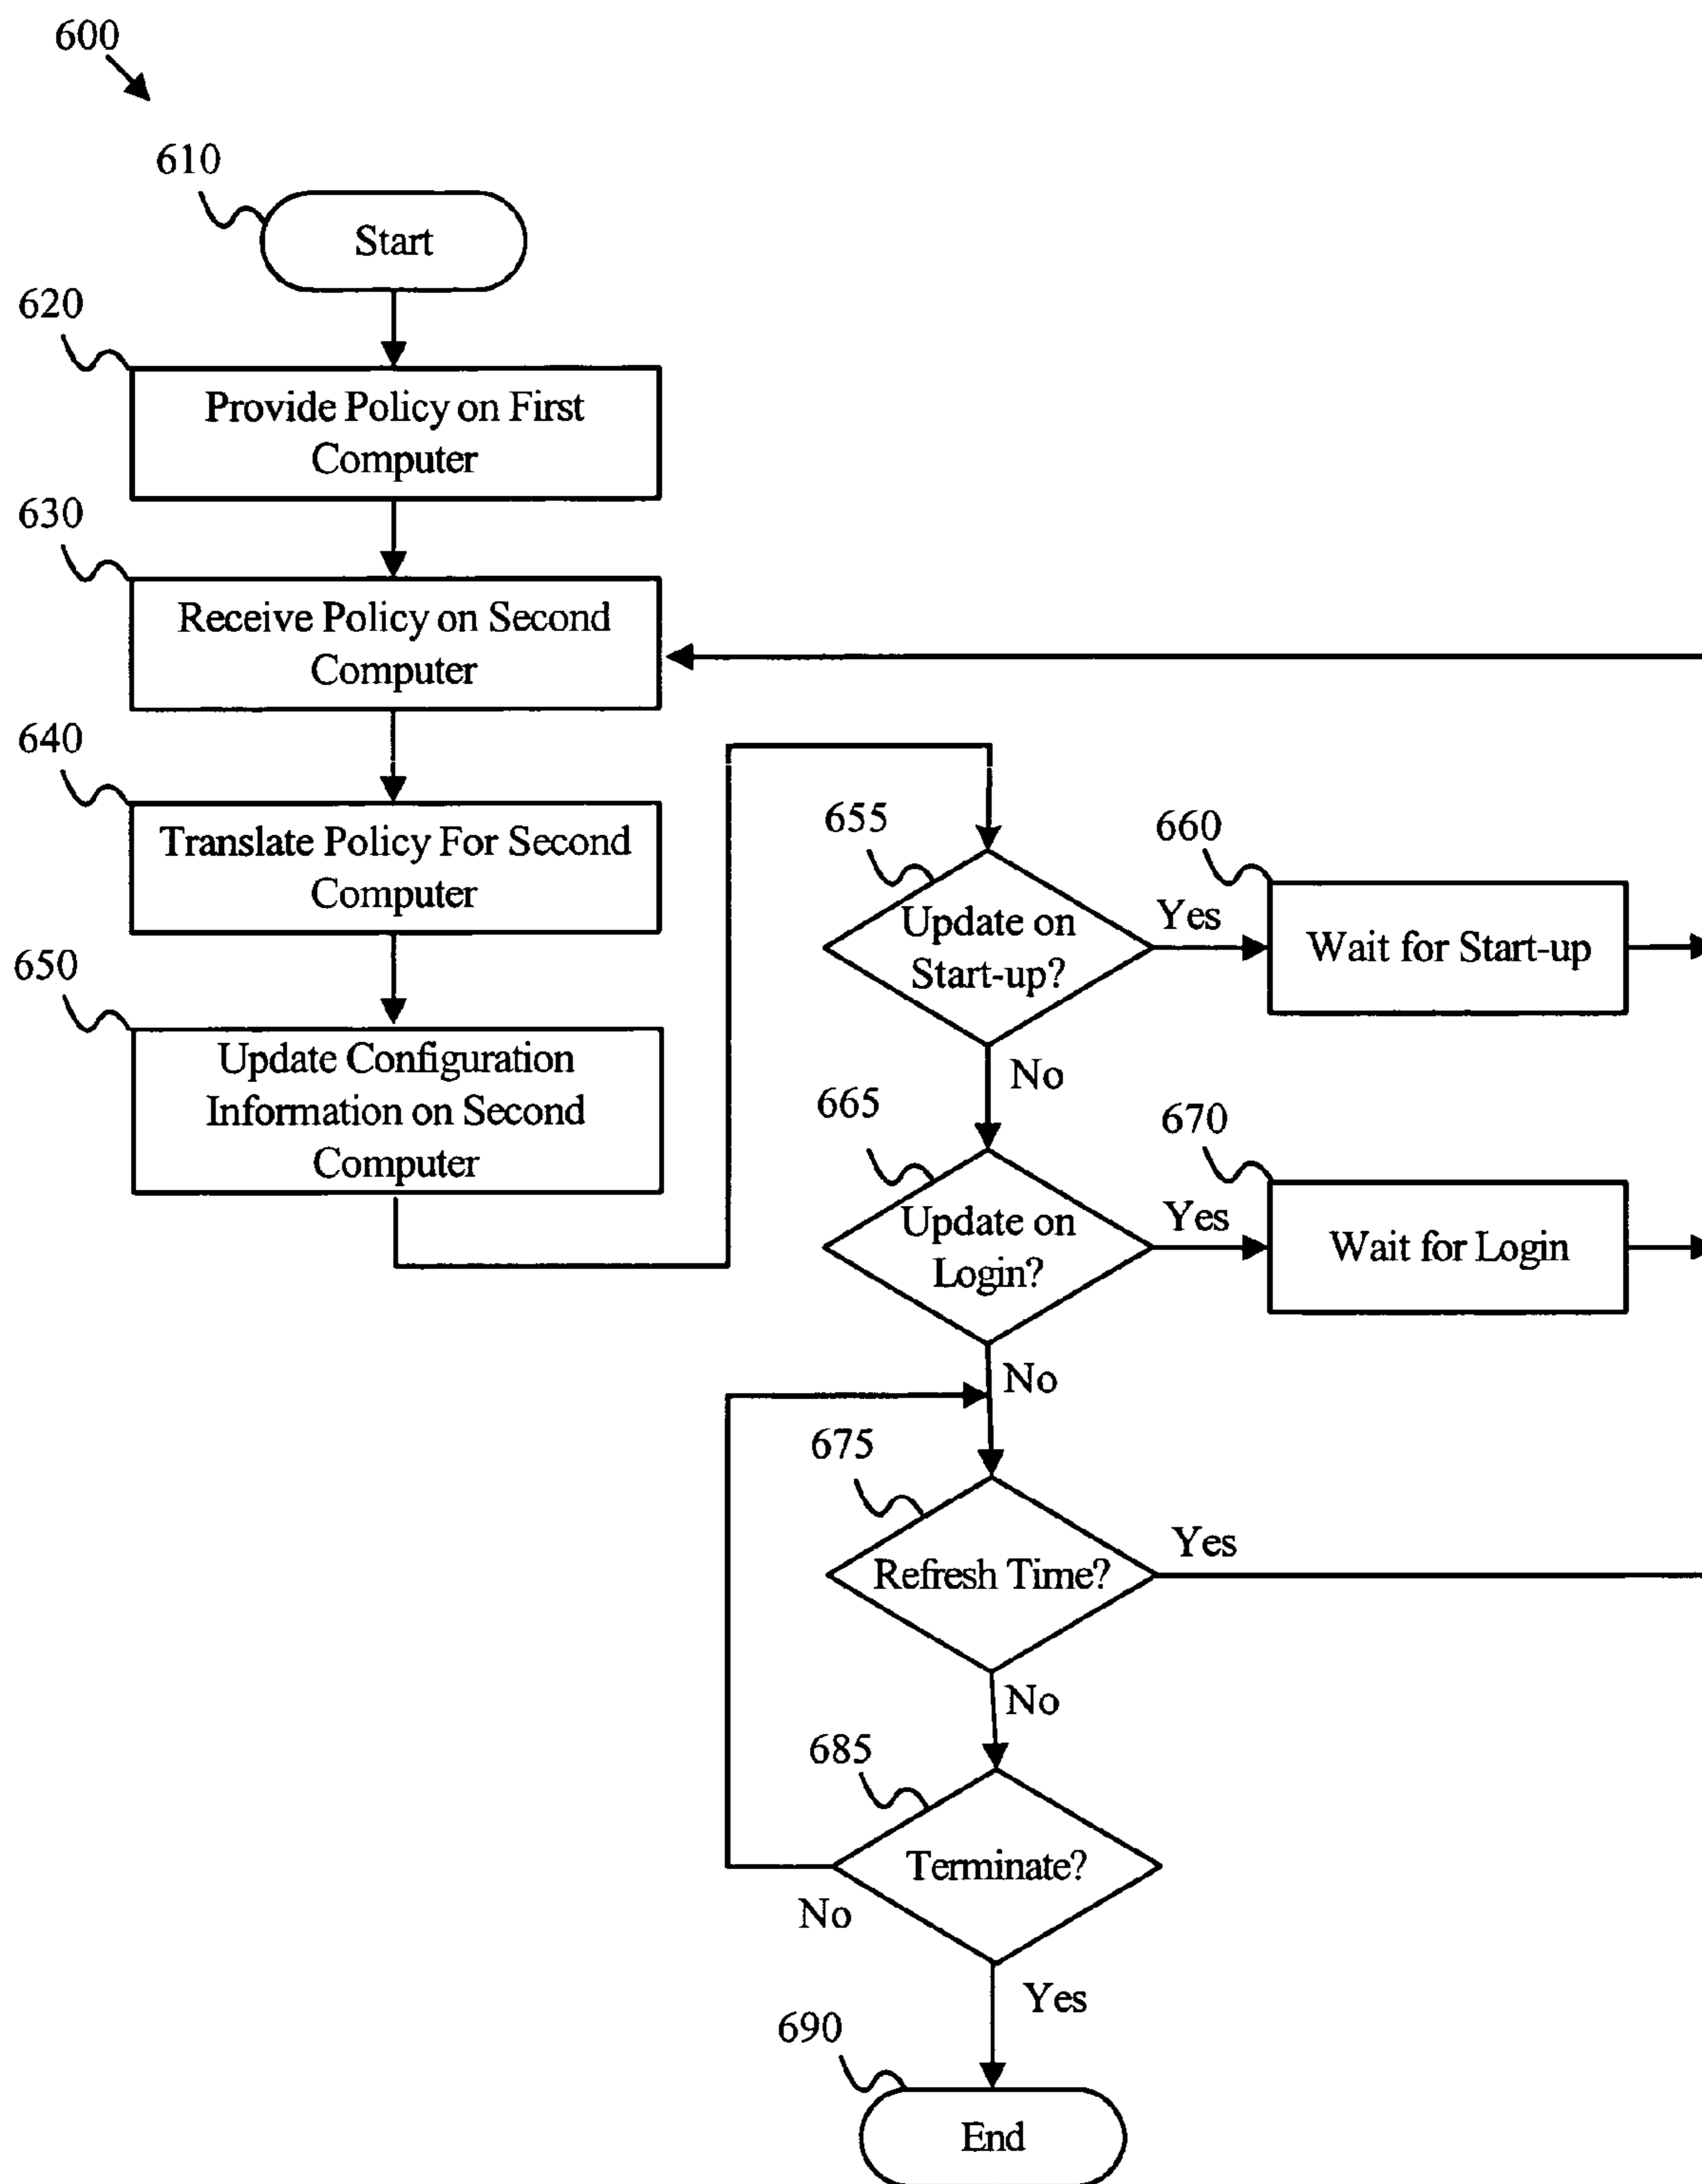 600
610
Start
620
Provide Policy on First
Computer
630
Receive Policy on Second
Computer
640
Translate Policy For Second
Computer
650
Update Configuration
Information on Second
Computer
655
Update on
Start-up?
Yes
660
Wait for Start-up
No
665
Update on
Login?
Yes
670
Wait for Login
No
675
Refresh Time?
Yes
No
685
Terminate?
No
Yes
690
End